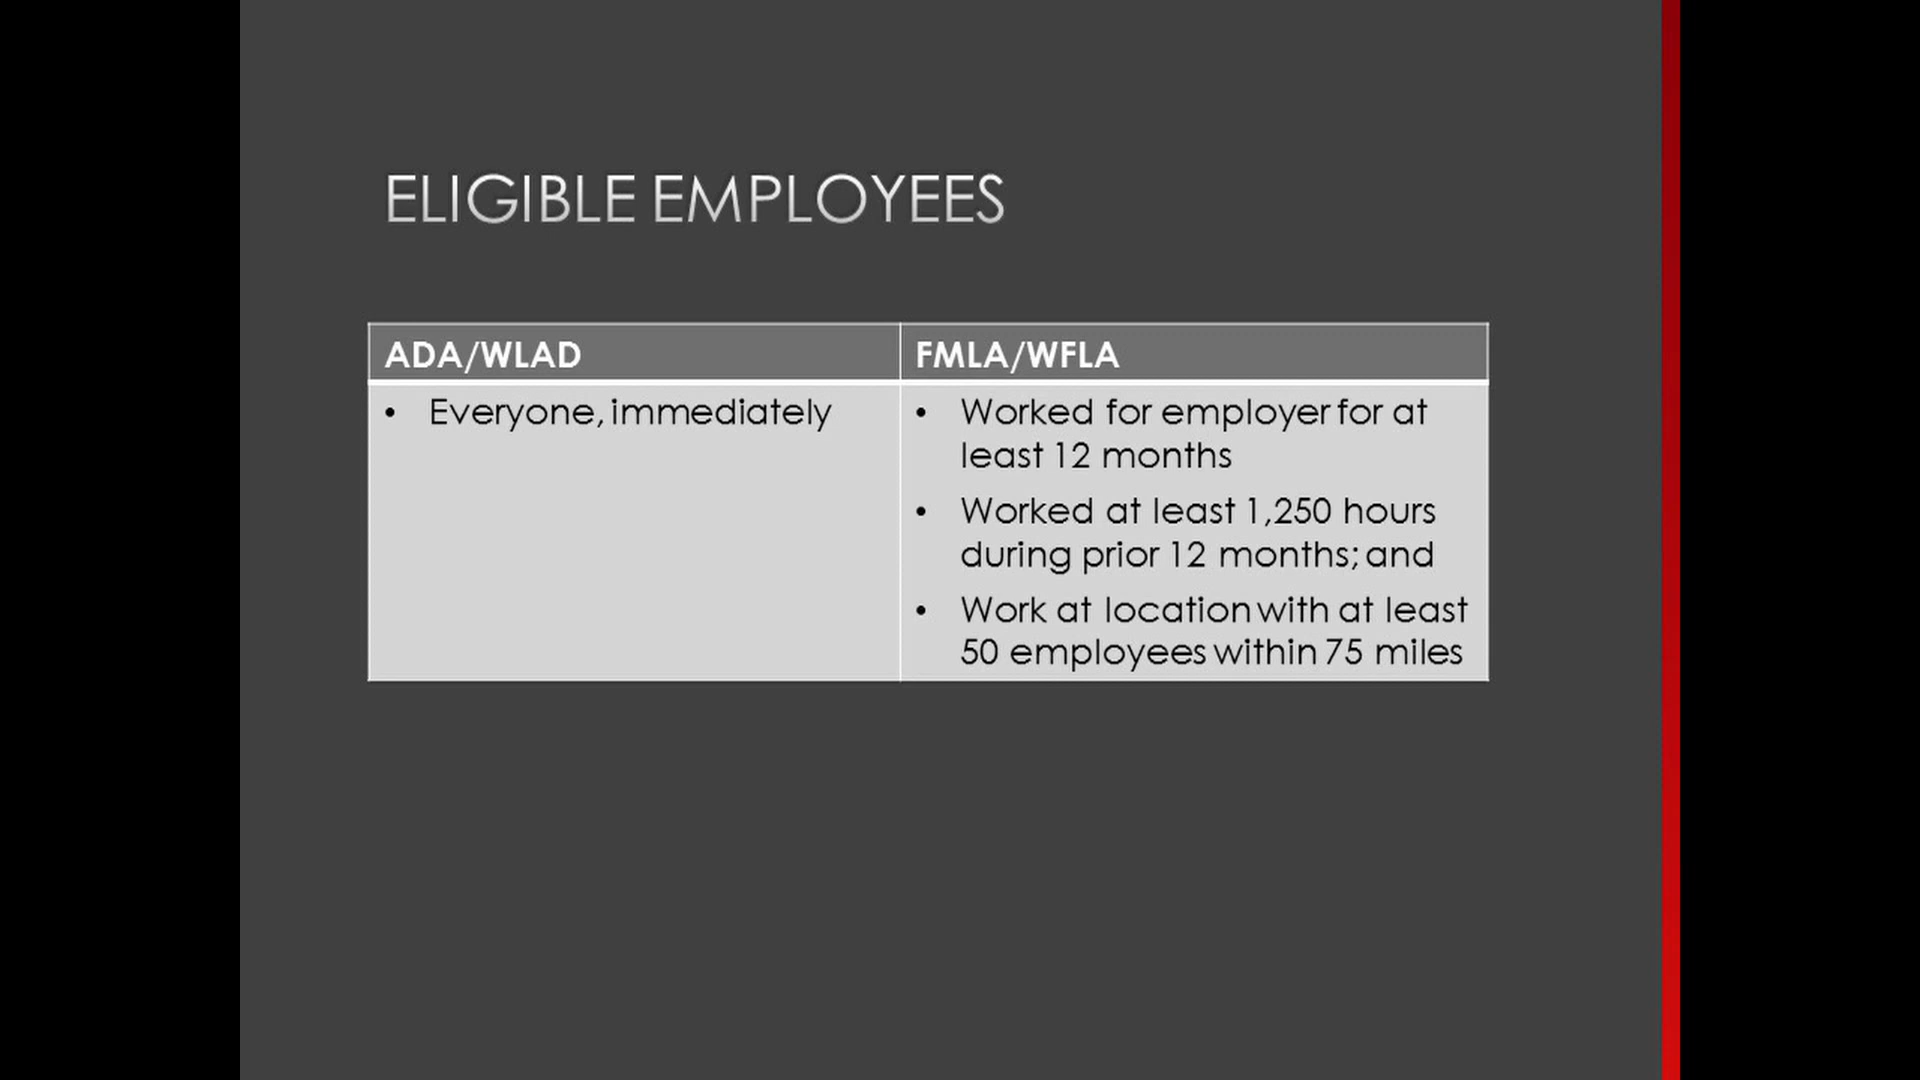 ELIGIBLE EMPLOYEES
ADA/WLAD
• Everyone, immediately
FMLA/WFLA
• Worked for employer for at
least 12 months
• Worked at least 1,250 hours
during prior 12 months; and
• Work at location with at least
50 employees within 75 miles